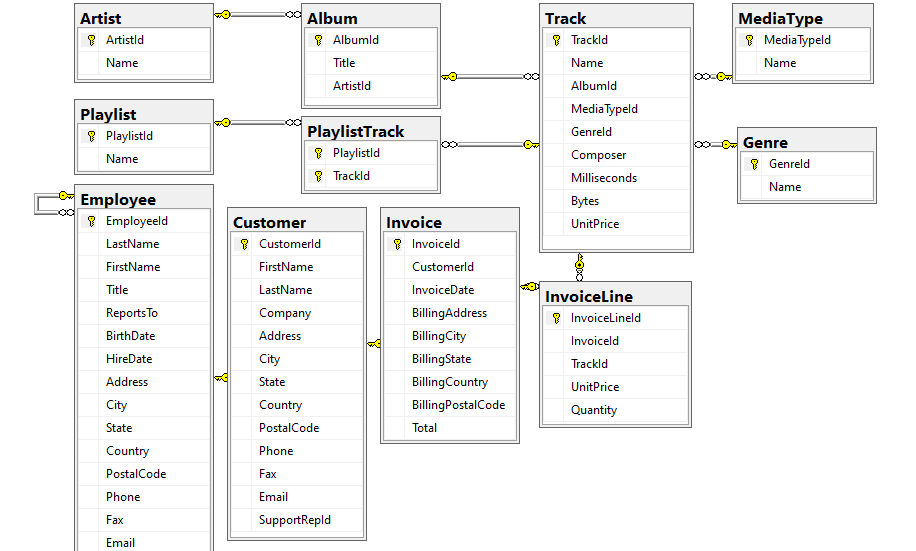 Artist
ArtistId
Name
Album
AlbumId
Title
ArtistId
Track
TrackId
Name
AlbumId
MediaTypeId
GenreId
Composer
Milliseconds
Bytes
UnitPrice
MediaType
MediaTypeId
Name
Playlist
PlaylistId
Name
PlaylistTrack
PlaylistId
TrackId
Genre
GenreId
Name
Employee
EmployeeId
LastName
FirstName
Title
ReportsTo
BirthDate
HireDate
Address
City
State
Country
PostalCode
Phone
Fax
Email
Customer
CustomerId
FirstName
LastName
Company
Address
City
State
Country
PostalCode
Phone
Fax
Email
SupportRepId
Invoice
InvoiceId
CustomerId
InvoiceDate
BillingAddress
BillingCity
BillingState
BillingCountry
BillingPostalCode
Total
InvoiceLine
InvoiceLineId
InvoiceId
TrackId
UnitPrice
Quantity